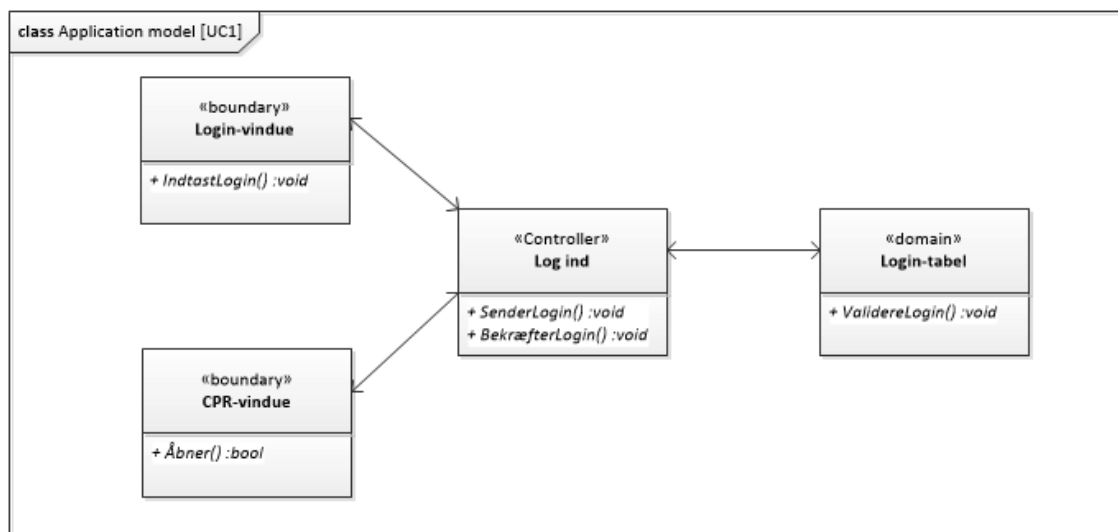 class Application model [UC1]
«boundary»
Login-vindue
+ IndtastLogin() :void
«Controller»
Log ind
+ SenderLogin() :void
+ BekræfterLogin() :void
«domain»
Login-tabel
+ ValidereLogin() :void
«boundary»
CPR-vindue
+ Åbner() :bool